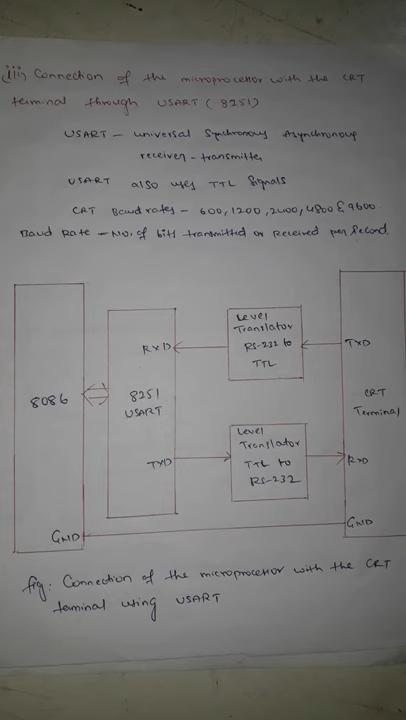 (iii) Connection of the microprocessor with the CRT
terminal through USART (8251)
USART - universal Synchronous Asynchronous
receiver - transmitter
USART also uses TTL Signals
CRT Baud rates - 600, 1200, 2400, 4800 & 9600
Baud Rate - No. of bits transmitted or Received per Second.
8086
8251
USART
RXD
TXD
Level
Translator
RS-232 to
TTL
Level
Translator
TTL to
RS-232
TXD
CRT
Terminal
RXD
GND
GND
fig: Connection of the microprocessor with the CRT
terminal using USART